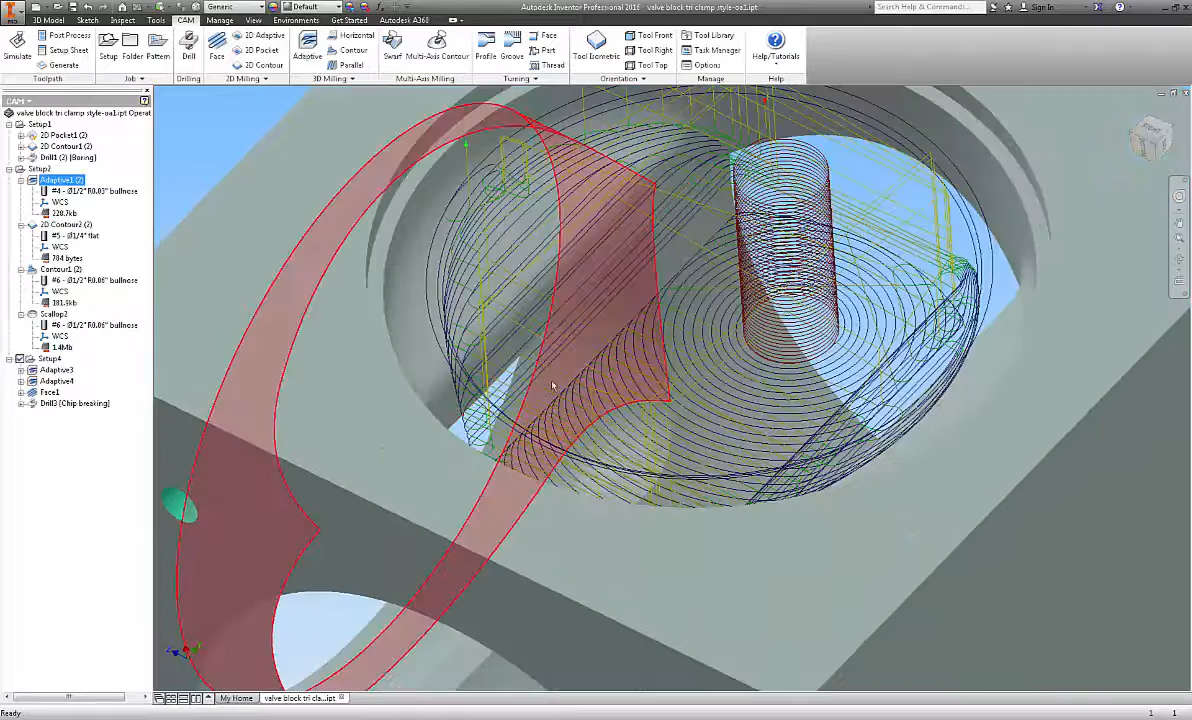 Generic
Default
Autodesk Inventor Professional 2016 - valve block tri clamp style-oa1.ipt
Search Help & Commands...
Sign In
PRO
Model (3D)
Sketch
Inspect
Tools
CAM
Manage
View
Environments
Get Started
Autodesk A360
Simulate
Post Process
Setup Sheet
Generate
Toolpath
Setup
Folder
Pattern
Job
Drill
Drilling
Face
2D Adaptive
2D Pocket
2D Contour
2D Milling
Adaptive
Horizontal
Contour
Parallel
3D Milling
Swarf
Multi-Axis Contour
Multi-Axis Milling
Profile
Groove
Face
Part
Thread
Turning
Tool Isometric
Tool Front
Tool Right
Tool Top
Orientation
Tool Library
Task Manager
Options
Manage
Help/Tutorials
Help
CAM
valve block tri clamp style-oa1.ipt Operat
Setup1
2D Pocket1 (2)
2D Contour1 (2)
Drill1 (2) [Boring]
Setup2
Adaptive1 (2)
#4 - Ø1/2" R0.03" bullnose
WCS
228.7kb
2D Contour2 (2)
#5 - Ø1/4" flat
WCS
784 bytes
Contour1 (2)
#6 - Ø1/2" R0.06" bullnose
WCS
181.9kb
Scallop2
#6 - Ø1/2" R0.06" bullnose
WCS
1.4Mb
Setup4
Adaptive3
Adaptive4
Face1
Drill3 [Chip breaking]
My Home
valve block tri cla....ipt
Ready
1 1